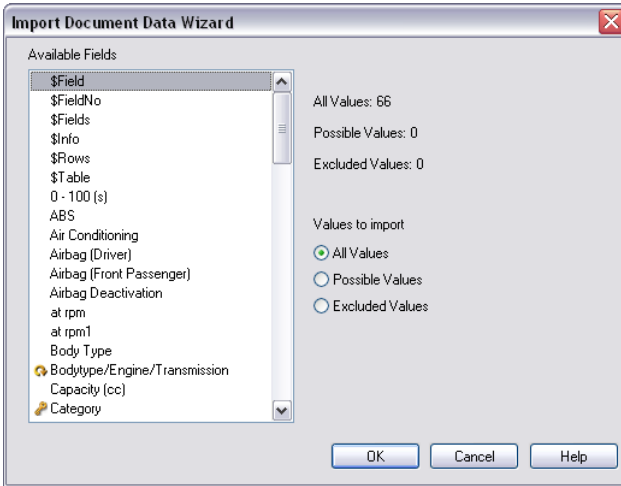 Import Document Data Wizard
Available Fields
$Field
$FieldNo
$Fields
$Info
$Rows
$Table
0 - 100 (s)
ABS
Air Conditioning
Airbag (Driver)
Airbag (Front Passenger)
Airbag Deactivation
at rpm
at rpm1
Body Type
Bodytype/Engine/Transmission
Capacity (cc)
Category
All Values: 66
Possible Values: 0
Excluded Values: 0
Values to import
All Values
Possible Values
Excluded Values
OK
Cancel
Help